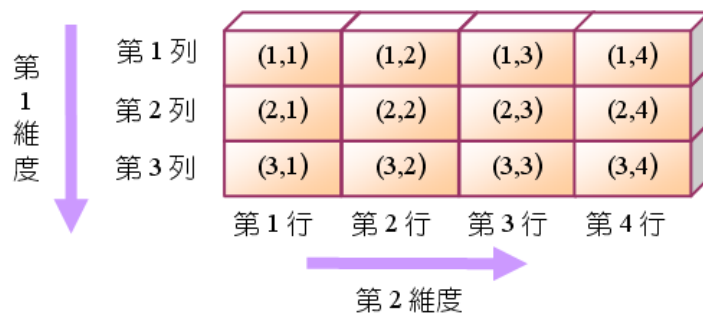 第1維度
第 1 列 (1,1) (1,2) (1,3) (1,4)
第 2 列 (2,1) (2,2) (2,3) (2,4)
第 3 列 (3,1) (3,2) (3,3) (3,4)
第 1 行 第 2 行 第 3 行 第 4 行
第 2 維度